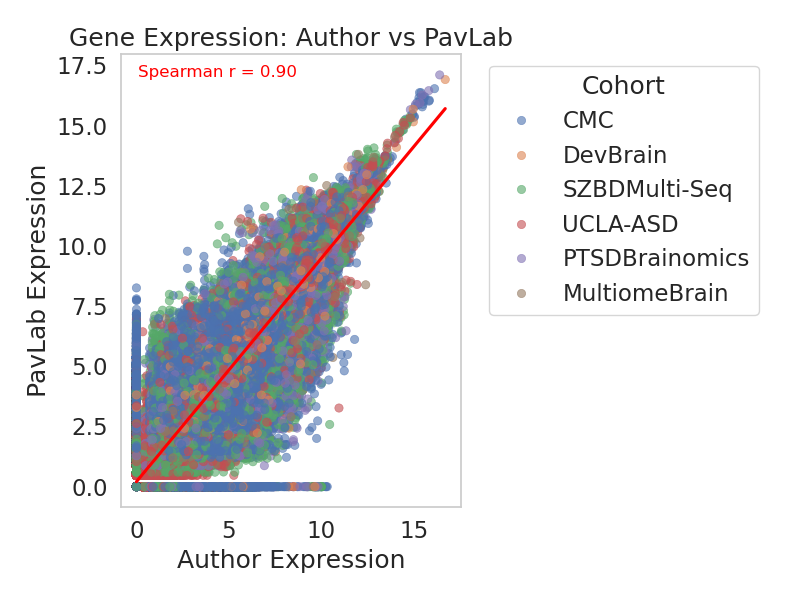 Gene Expression: Author vs PavLab
Spearman r = 0.90
17.5
15.0
12.5
10.0
7.5
5.0
2.5
0.0
PavLab Expression
0 5 10 15
Author Expression
Cohort
CMC
DevBrain
SZBDMulti-Seq
UCLA-ASD
PTSDBrainomics
MultiomeBrain